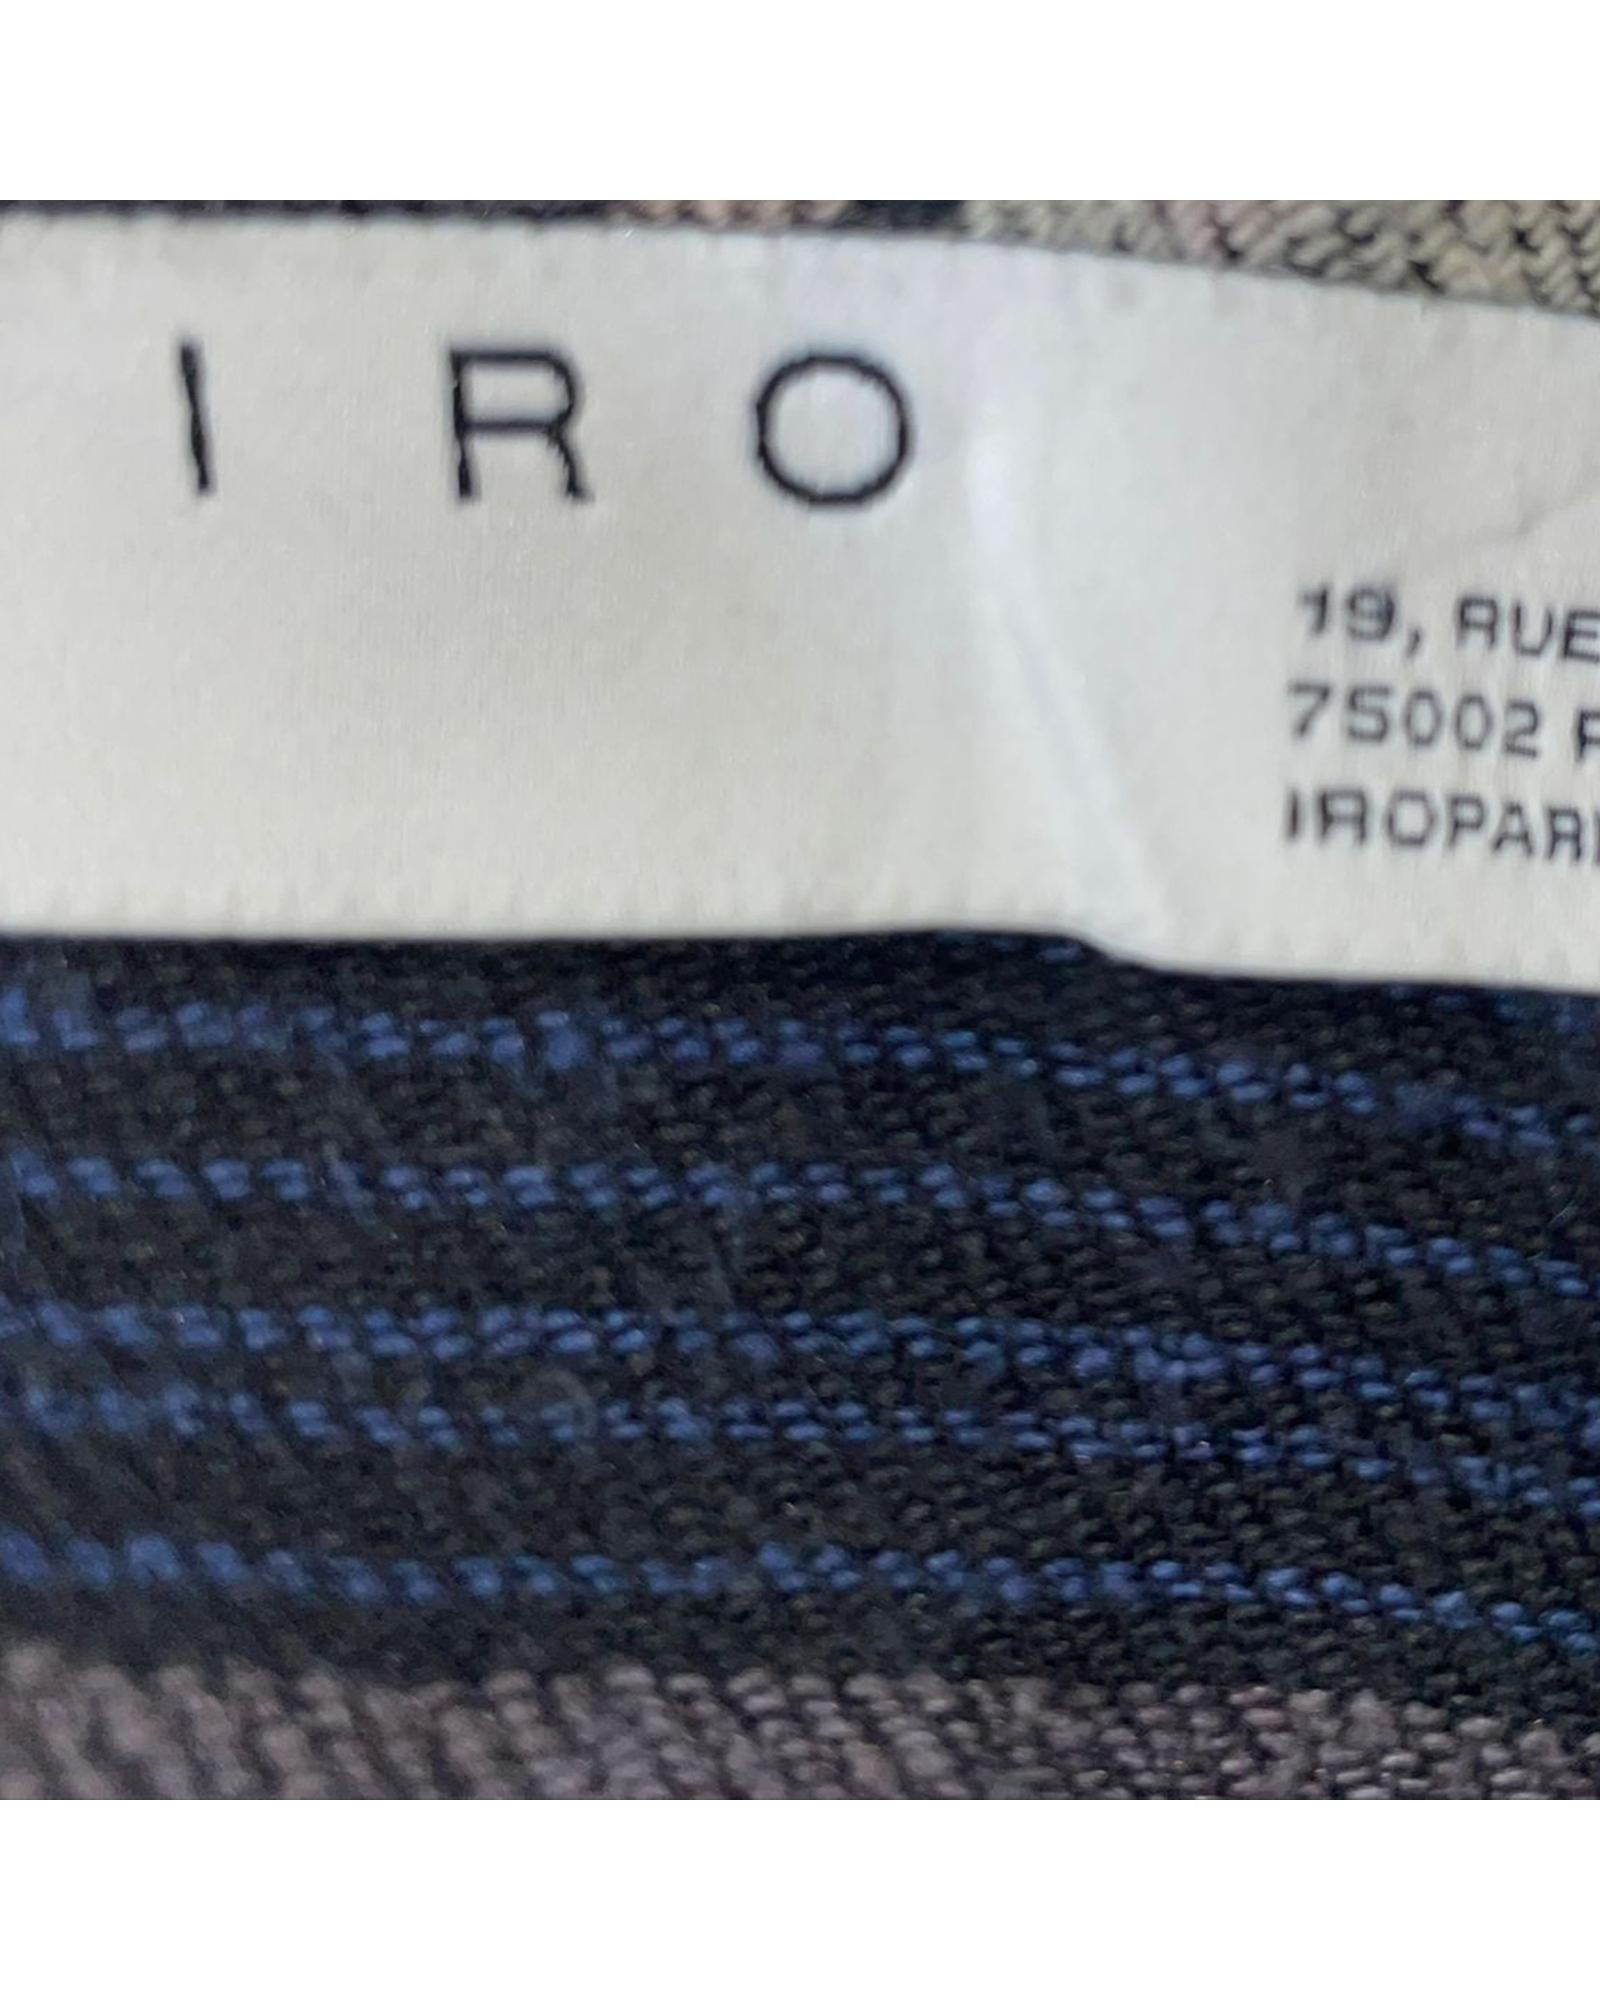 IRO
19, RUE
75002 P
IROPARI